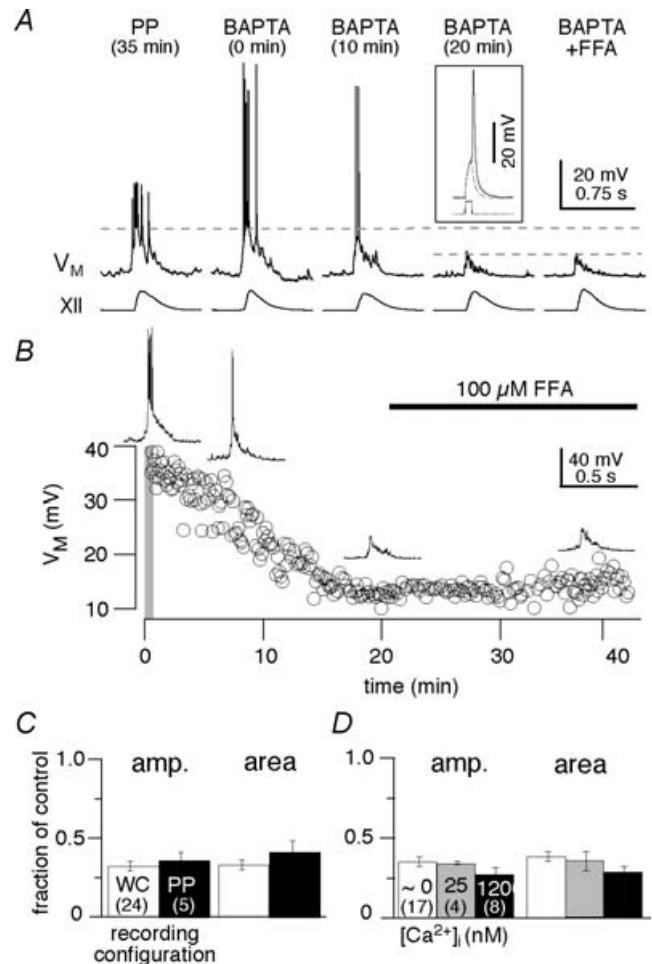 A
PP
(35 min)
BAPTA
(0 min)
BAPTA
(10 min)
BAPTA
(20 min)
BAPTA
+FFA
20 mV
20 mV
0.75 s
VM
XII
B
100 µM FFA
40 mV
0.5 s
VM (mV)
40
30
20
10
0
10
20
30
40
time (min)
C
D
fraction of control
1.0
0.5
0
amp.
area
WC
(24)
PP
(5)
recording
configuration
1.0
0.5
0
amp.
area
~ 0
(17)
25
(4)
120
(8)
[Ca2+]i (nM)